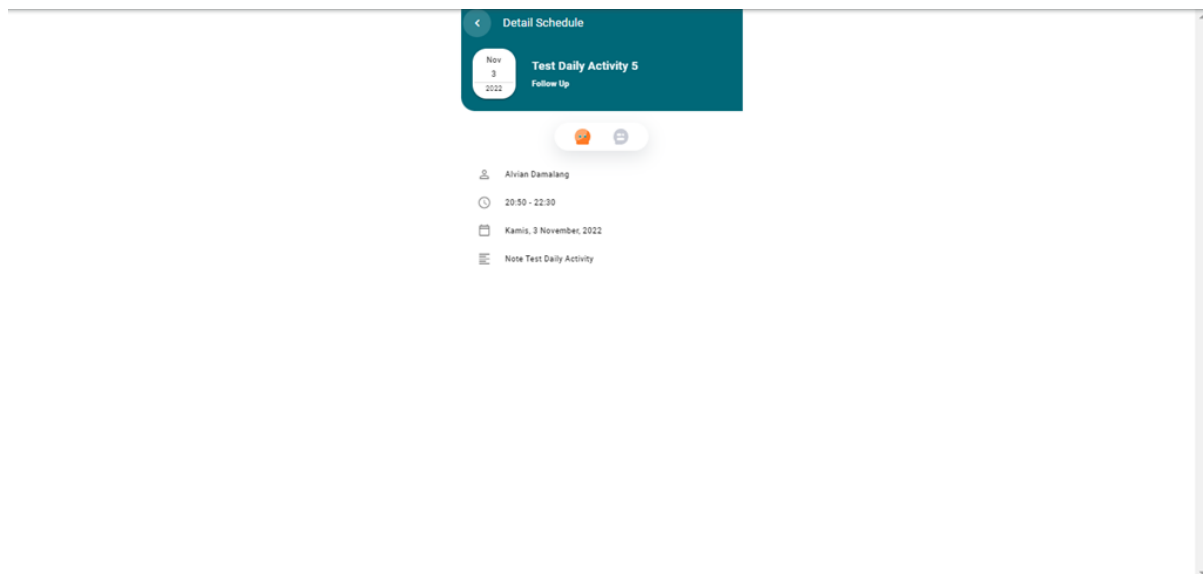 Detail Schedule
Nov
3
2022
Test Daily Activity 5
Follow Up
Alvian Damalang
20:50 - 22:30
Kamis, 3 November, 2022
Note Test Daily Activity